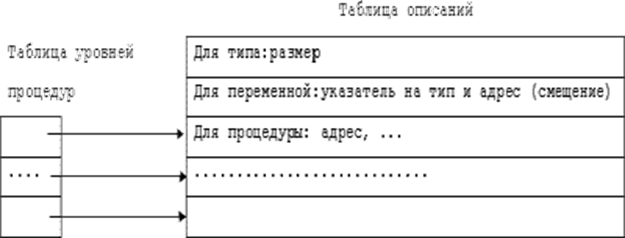 Таблица описаний
Таблица уровней
процедур
Для типа:размер
Для переменной:указатель на тип и адрес (смещение)
Для процедуры: адрес, ...
....
............................